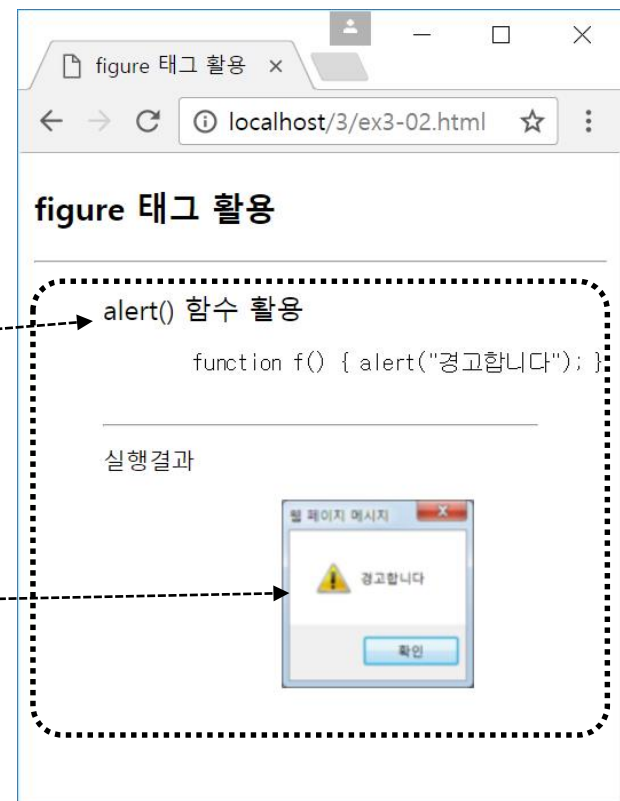 figure 태그 활용
localhost/3/ex3-02.html
figure 태그 활용
alert() 함수 활용
function f() { alert("경고합니다"); }
실행결과
웹 페이지 메시지
경고합니다
확인